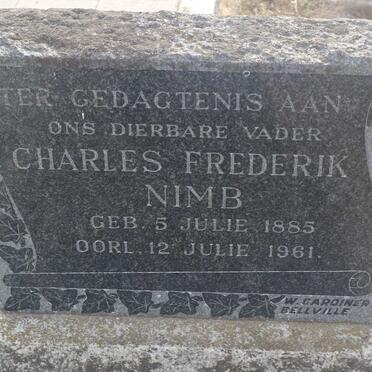 TER GEDAGTENIS AAN
ONS DIERBARE VADER
CHARLES FREDERIK
NIMB
GEB. 5 JULIE 1885
OORL. 12 JULIE 1961.
W. GARDINER
BELLVILLE